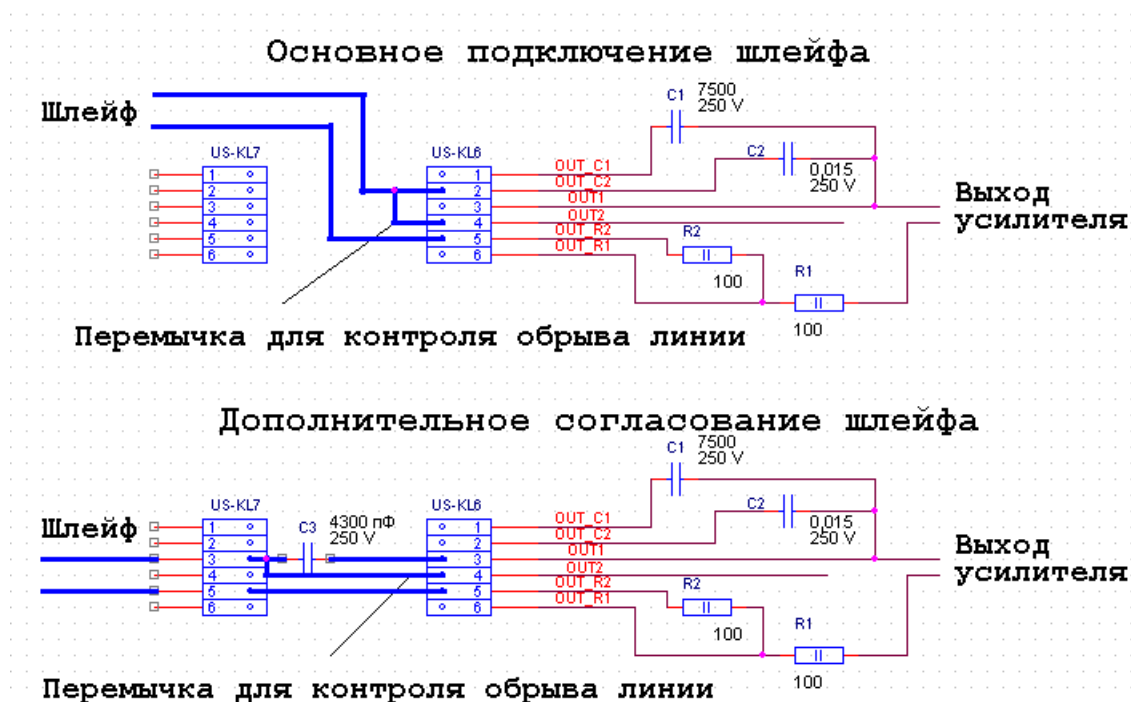 Основное подключение шлейфа
Шлейф
US-KL7
1
2
3
4
5
6
US-KL6
1
2
3
4
5
6
OUT_C1
OUT_C2
OUT1
OUT2
OUT_R2
OUT_R1
C1
7500
250 V
C2
0,015
250 V
R2
100
R1
100
Выход
усилителя
Перемычка для контроля обрыва линии
Дополнительное согласование шлейфа
Шлейф
US-KL7
1
2
3
4
5
6
C3
4300 пФ
250 V
US-KL6
1
2
3
4
5
6
OUT_C1
OUT_C2
OUT1
OUT2
OUT_R2
OUT_R1
C1
7500
250 V
C2
0,015
250 V
R2
100
R1
100
Выход
усилителя
Перемычка для контроля обрыва линии